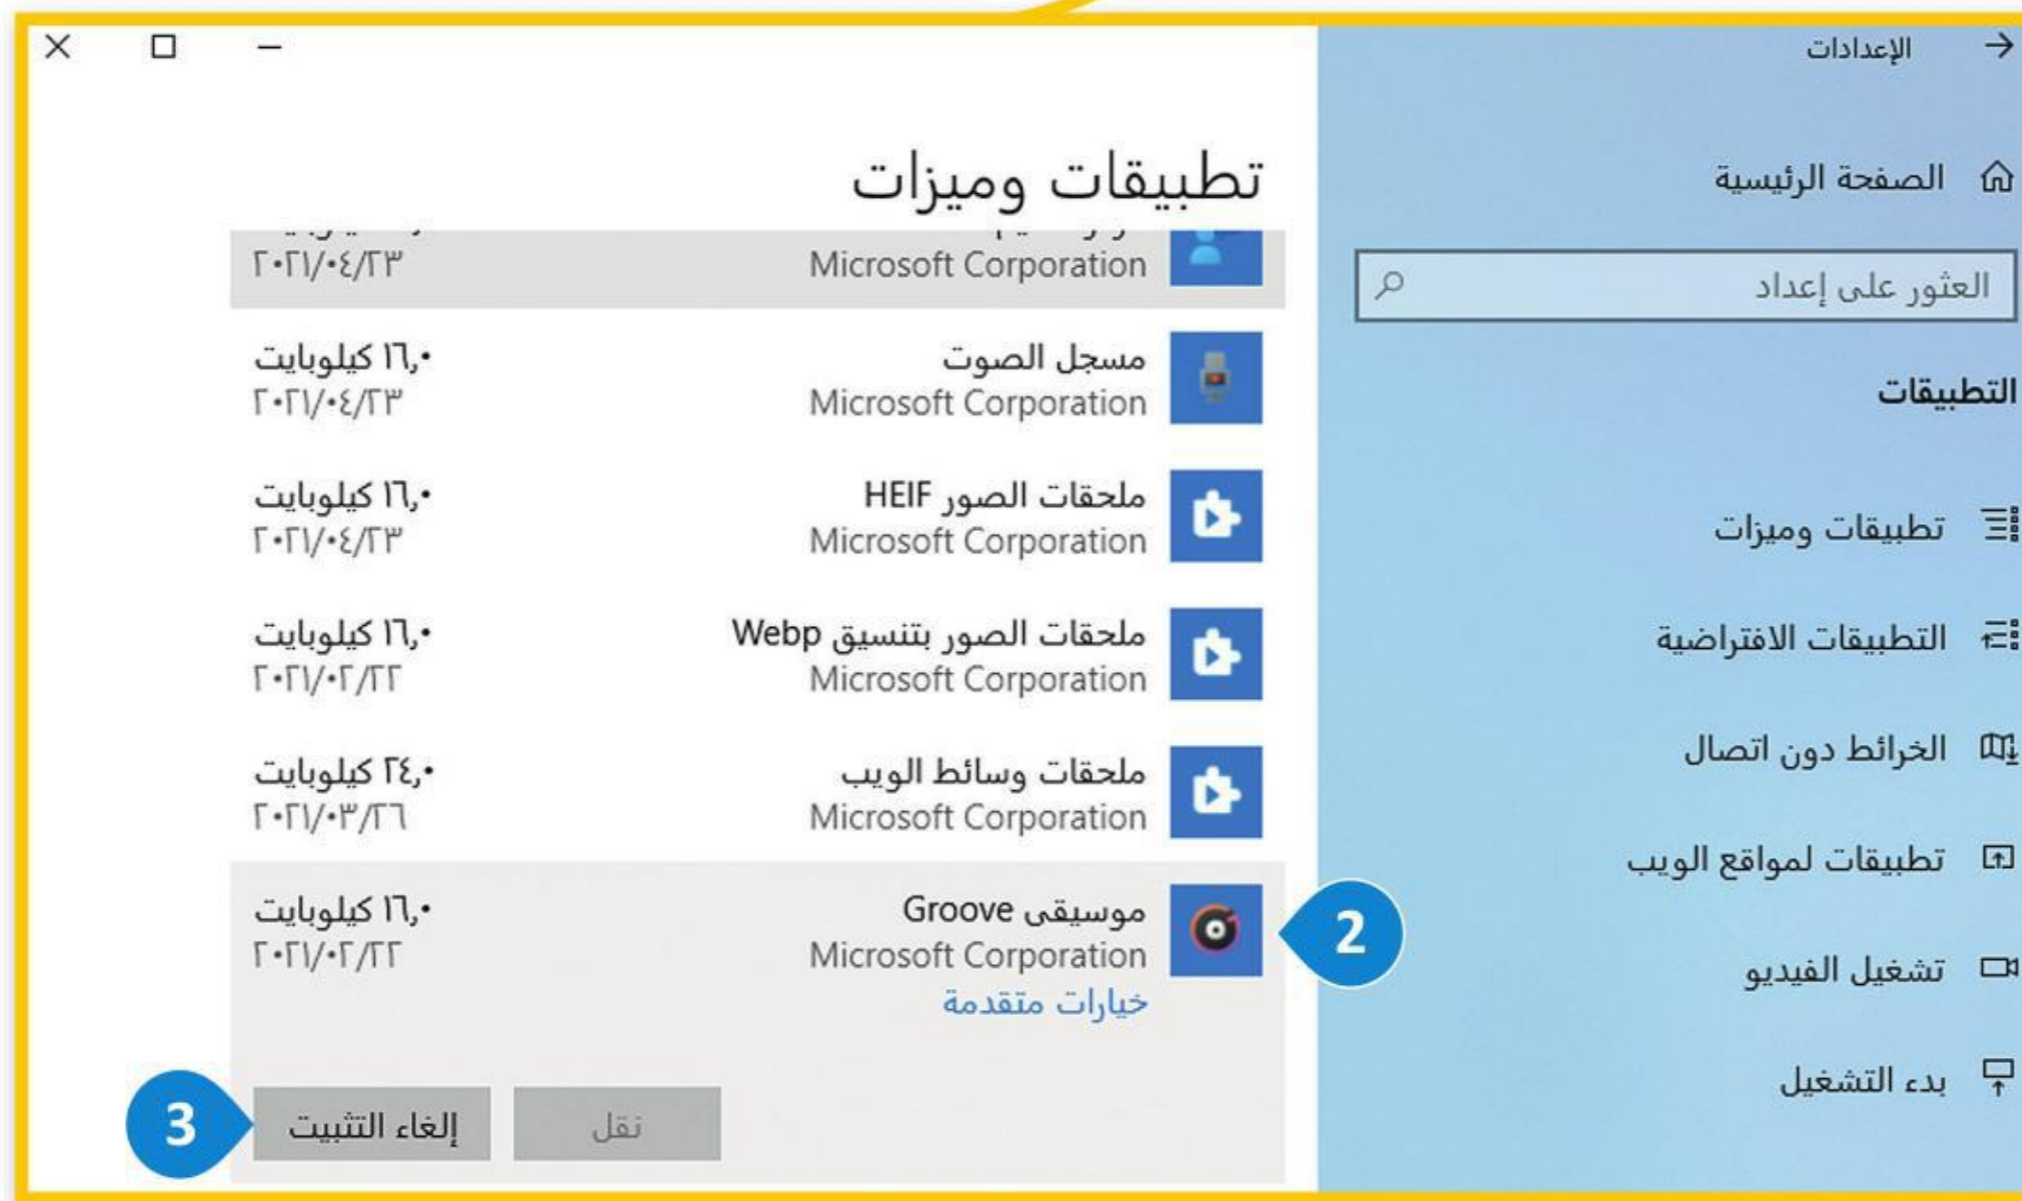 الإعدادات
الصفحة الرئيسية
العثور على إعداد
التطبيقات
تطبيقات وميزات
التطبيقات الافتراضية
الخرائط دون اتصال
تطبيقات لمواقع الويب
تشغيل الفيديو
بدء التشغيل
تطبيقات وميزات
Microsoft Corporation ٢٠٢١/٠٤/٢٣
مسجل الصوت ١٦,٠ كيلوبايت
Microsoft Corporation ٢٠٢١/٠٤/٢٣
ملحقات الصور HEIF ١٦,٠ كيلوبايت
Microsoft Corporation ٢٠٢١/٠٤/٢٣
ملحقات الصور بتنسيق Webp ١٦,٠ كيلوبايت
Microsoft Corporation ٢٠٢١/٠٢/٢٢
ملحقات وسائط الويب ٢٤,٠ كيلوبايت
Microsoft Corporation ٢٠٢١/٠٣/٢٦
2
موسيقى Groove ١٦,٠ كيلوبايت
Microsoft Corporation ٢٠٢١/٠٢/٢٢
خيارات متقدمة
نقل إلغاء التثبيت
3